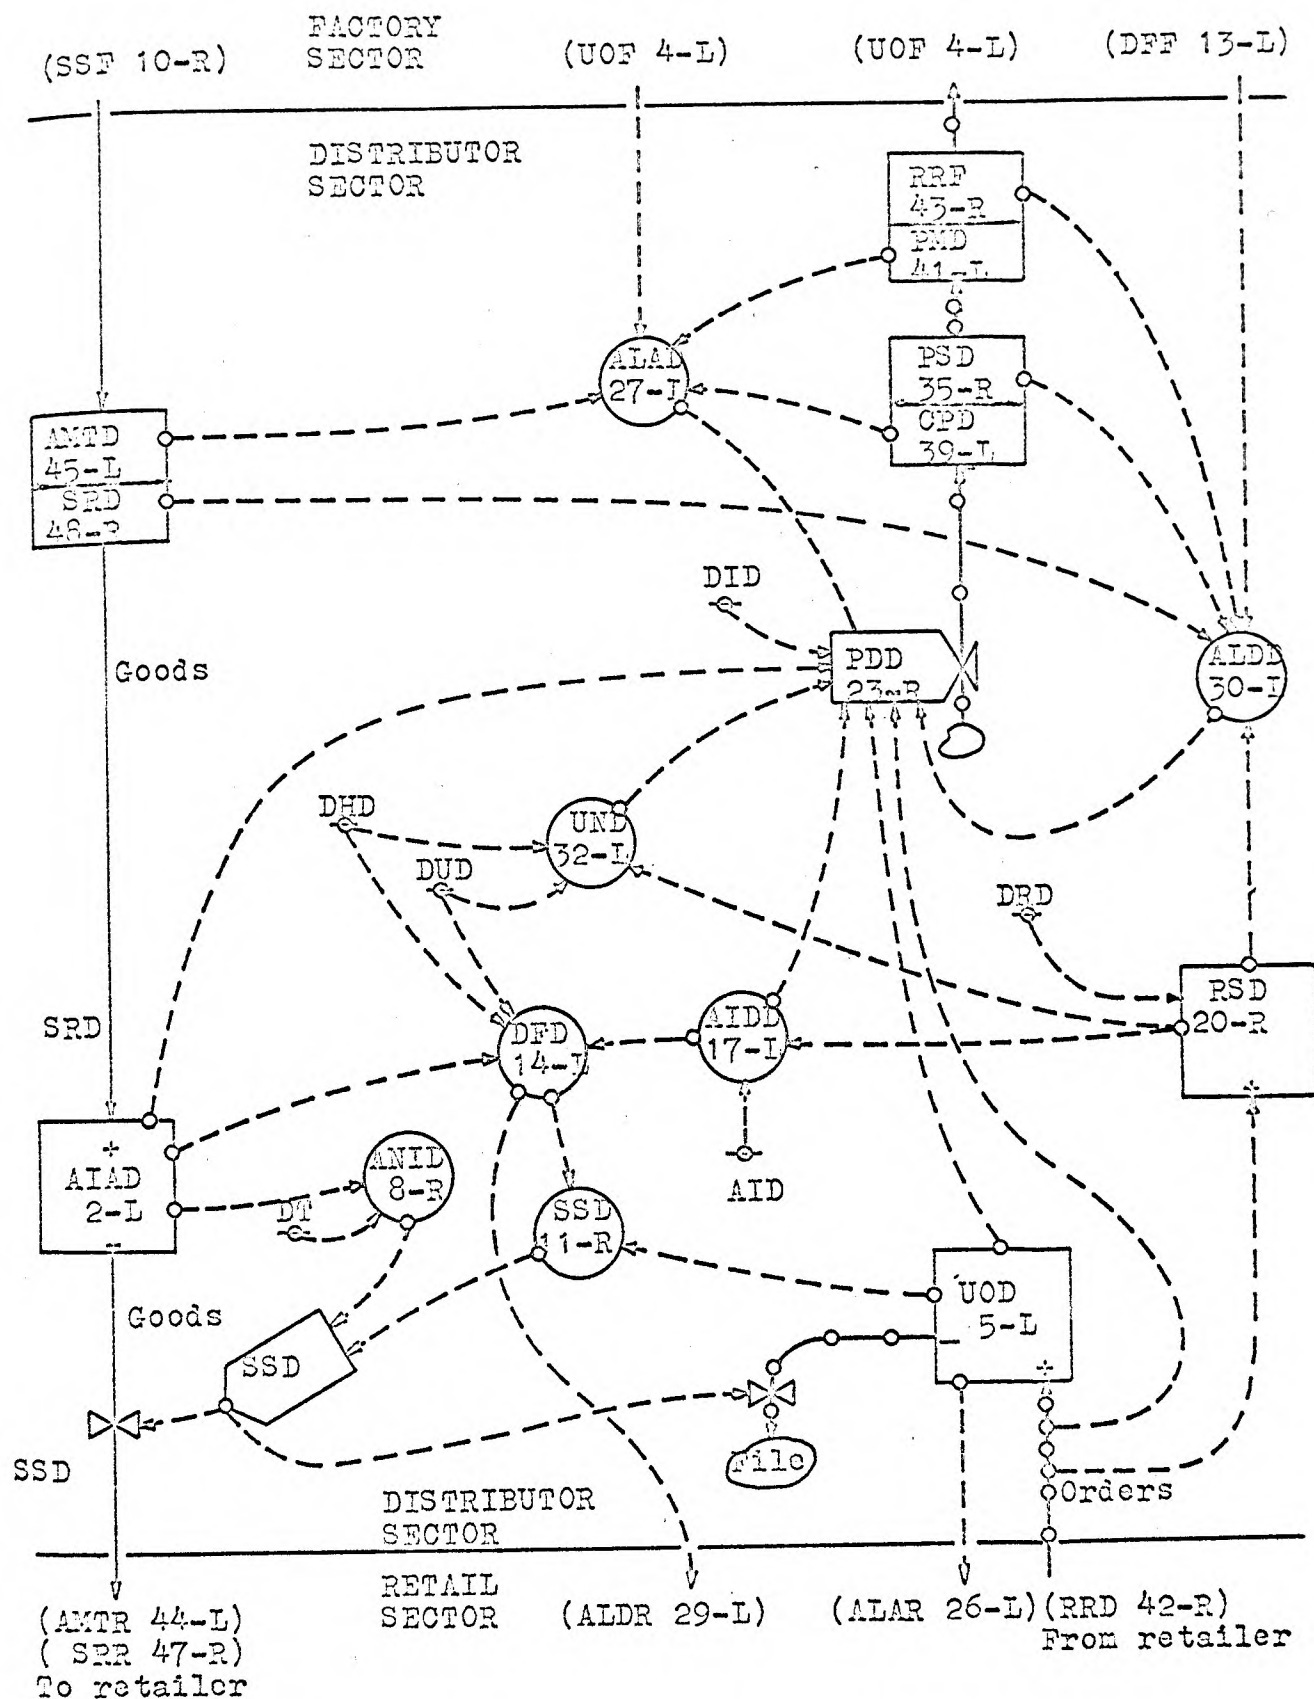 FACTORY
SECTOR
(SSF 10-R)
(UOF 4-L)
(UOF 4-L)
(DFF 13-L)
DISTRIBUTOR
SECTOR
RRF
43-R
PMD
41-L
ALAD
27-I
PSD
35-R
CPD
39-L
AMTD
45-L
SRD
48-R
DID
Goods
PDD
23-R
ALDD
30-I
DHD
UND
32-L
DUD
DRD
SRD
DFD
14-L
AIDD
17-I
RSD
20-R
+
AIAD
2-L
-
ANID
8-R
DT
AID
SSD
11-R
UOD
5-L
-
+
+
Goods
SSD
SSD
File
Orders
DISTRIBUTOR
SECTOR
RETAIL
SECTOR
(AMTR 44-L)
( SRR 47-R)
To retailer
(ALDR 29-L)
(ALAR 26-L)
(RRD 42-R)
From retailer